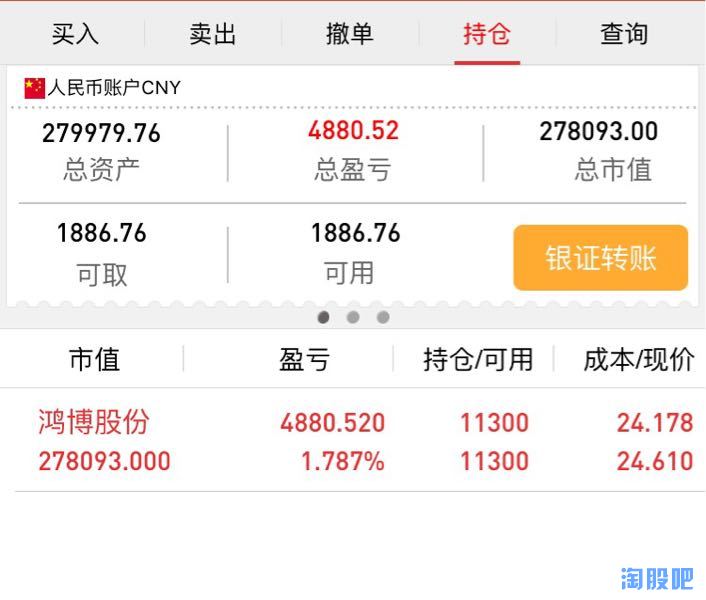 买入 卖出 撤单 持仓 查询
人民币账户CNY
279979.76 4880.52 278093.00
总资产 总盈亏 总市值
1886.76 1886.76
可取 可用 银证转账
市值 盈亏 持仓/可用 成本/现价
鸿博股份 4880.520 11300 24.178
278093.000 1.787% 11300 24.610
淘股吧